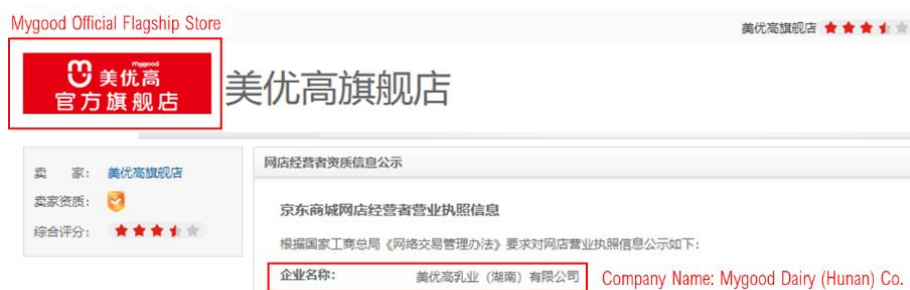 Mygood Official Flagship Store
美优高旗舰店
mygood
美优高
官方旗舰店
美优高旗舰店
卖 家： 美优高旗舰店
卖家资质：
综合评分：
网店经营者资质信息公示
京东商城网店经营者营业执照信息
根据国家工商总局《网络交易管理办法》要求对网店营业执照信息公示如下：
企业名称： 美优高乳业（湖南）有限公司
Company Name: Mygood Dairy (Hunan) Co.